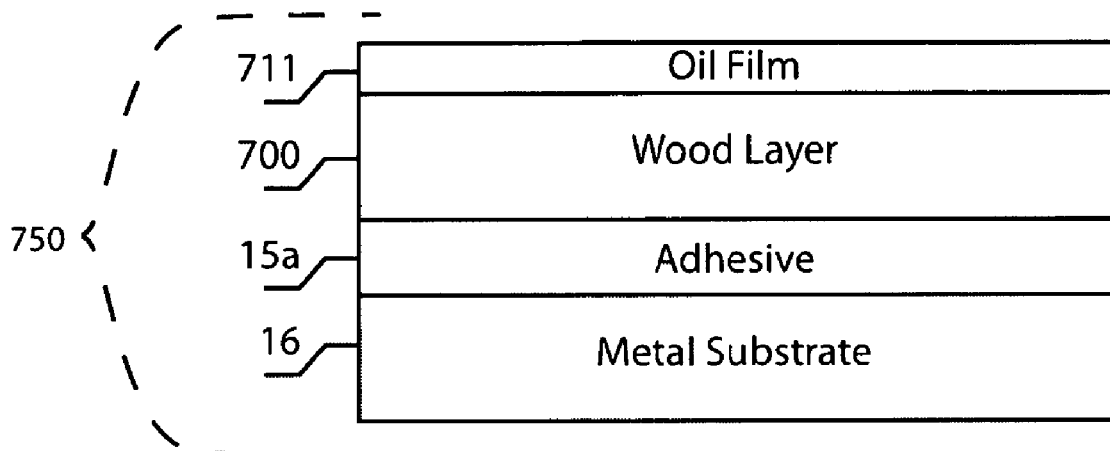 711 Oil Film
700 Wood Layer
750
15a Adhesive
16 Metal Substrate